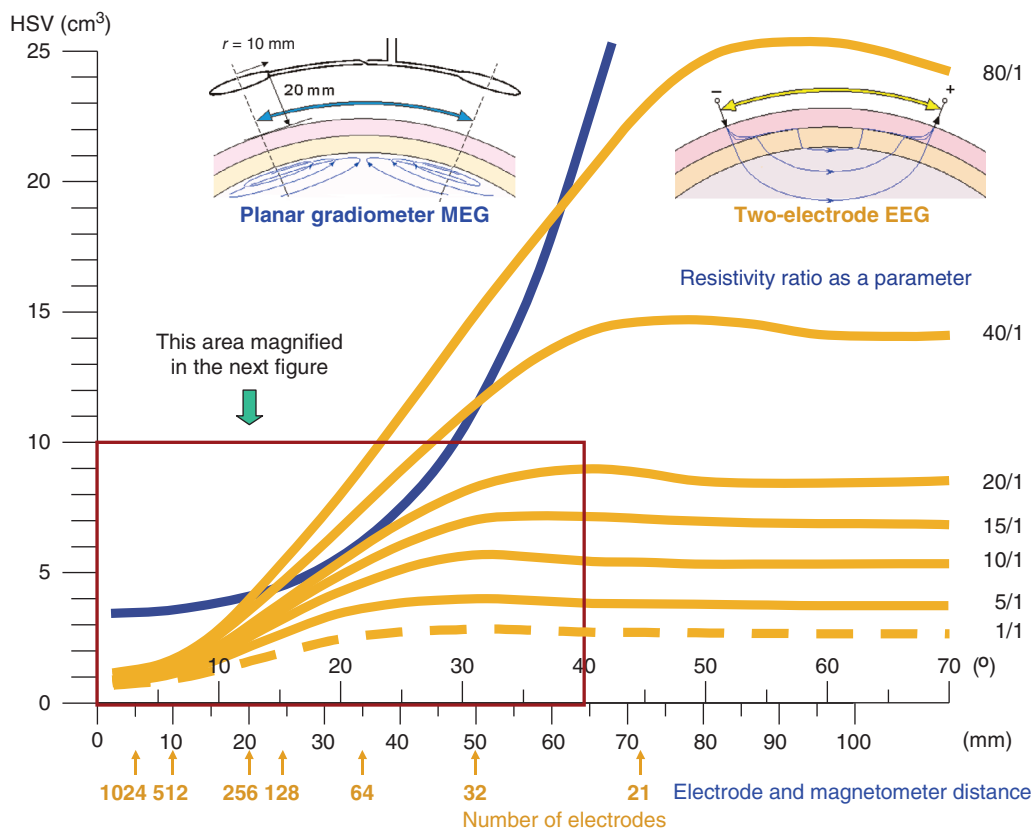 HSV (cm³)
25
20
15
10
5
0
r = 10 mm
20 mm
Planar gradiometer MEG
− +
Two-electrode EEG
Resistivity ratio as a parameter
This area magnified
in the next figure
80/1
40/1
20/1
15/1
10/1
5/1
1/1
10 20 30 40 50 60 70 (º)
0 10 20 30 40 50 60 70 80 90 100 (mm)
1024 512 256 128 64 32 21
Electrode and magnetometer distance
Number of electrodes